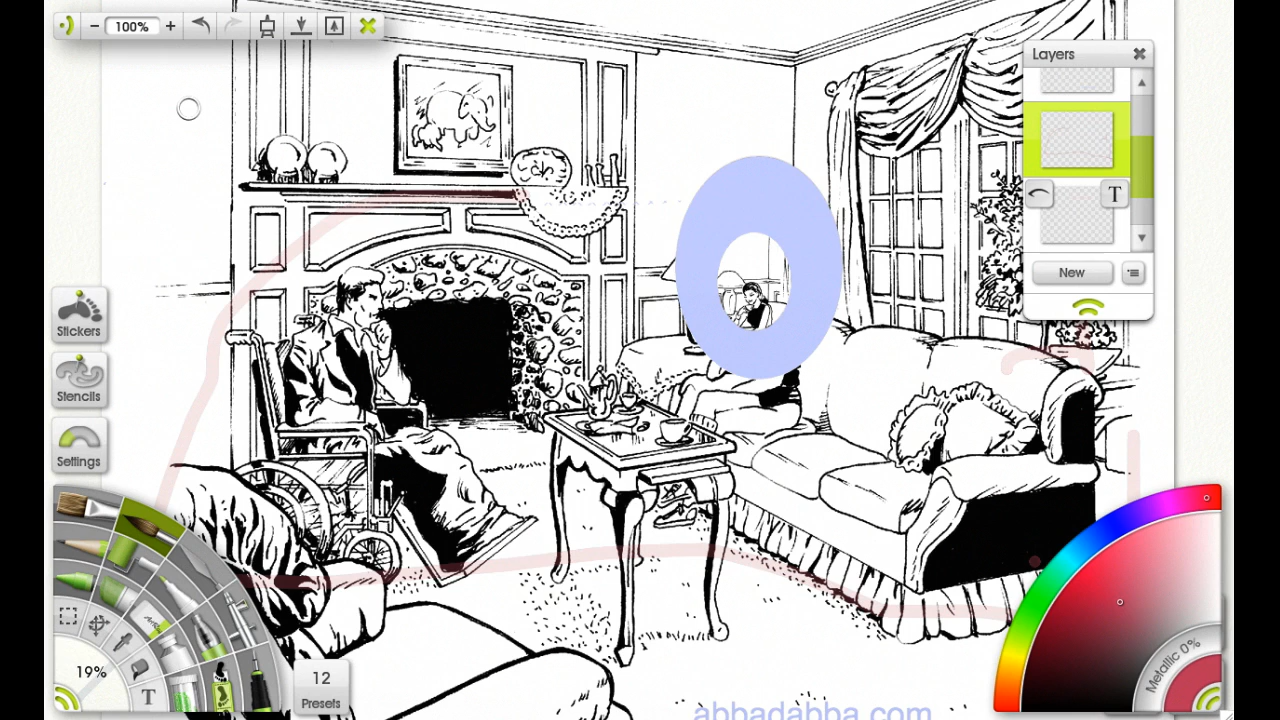 100%
Layers
T
New
Stickers
Stencils
Settings
19%
T
12
Presets
Metallic 0%
abbadabba.com